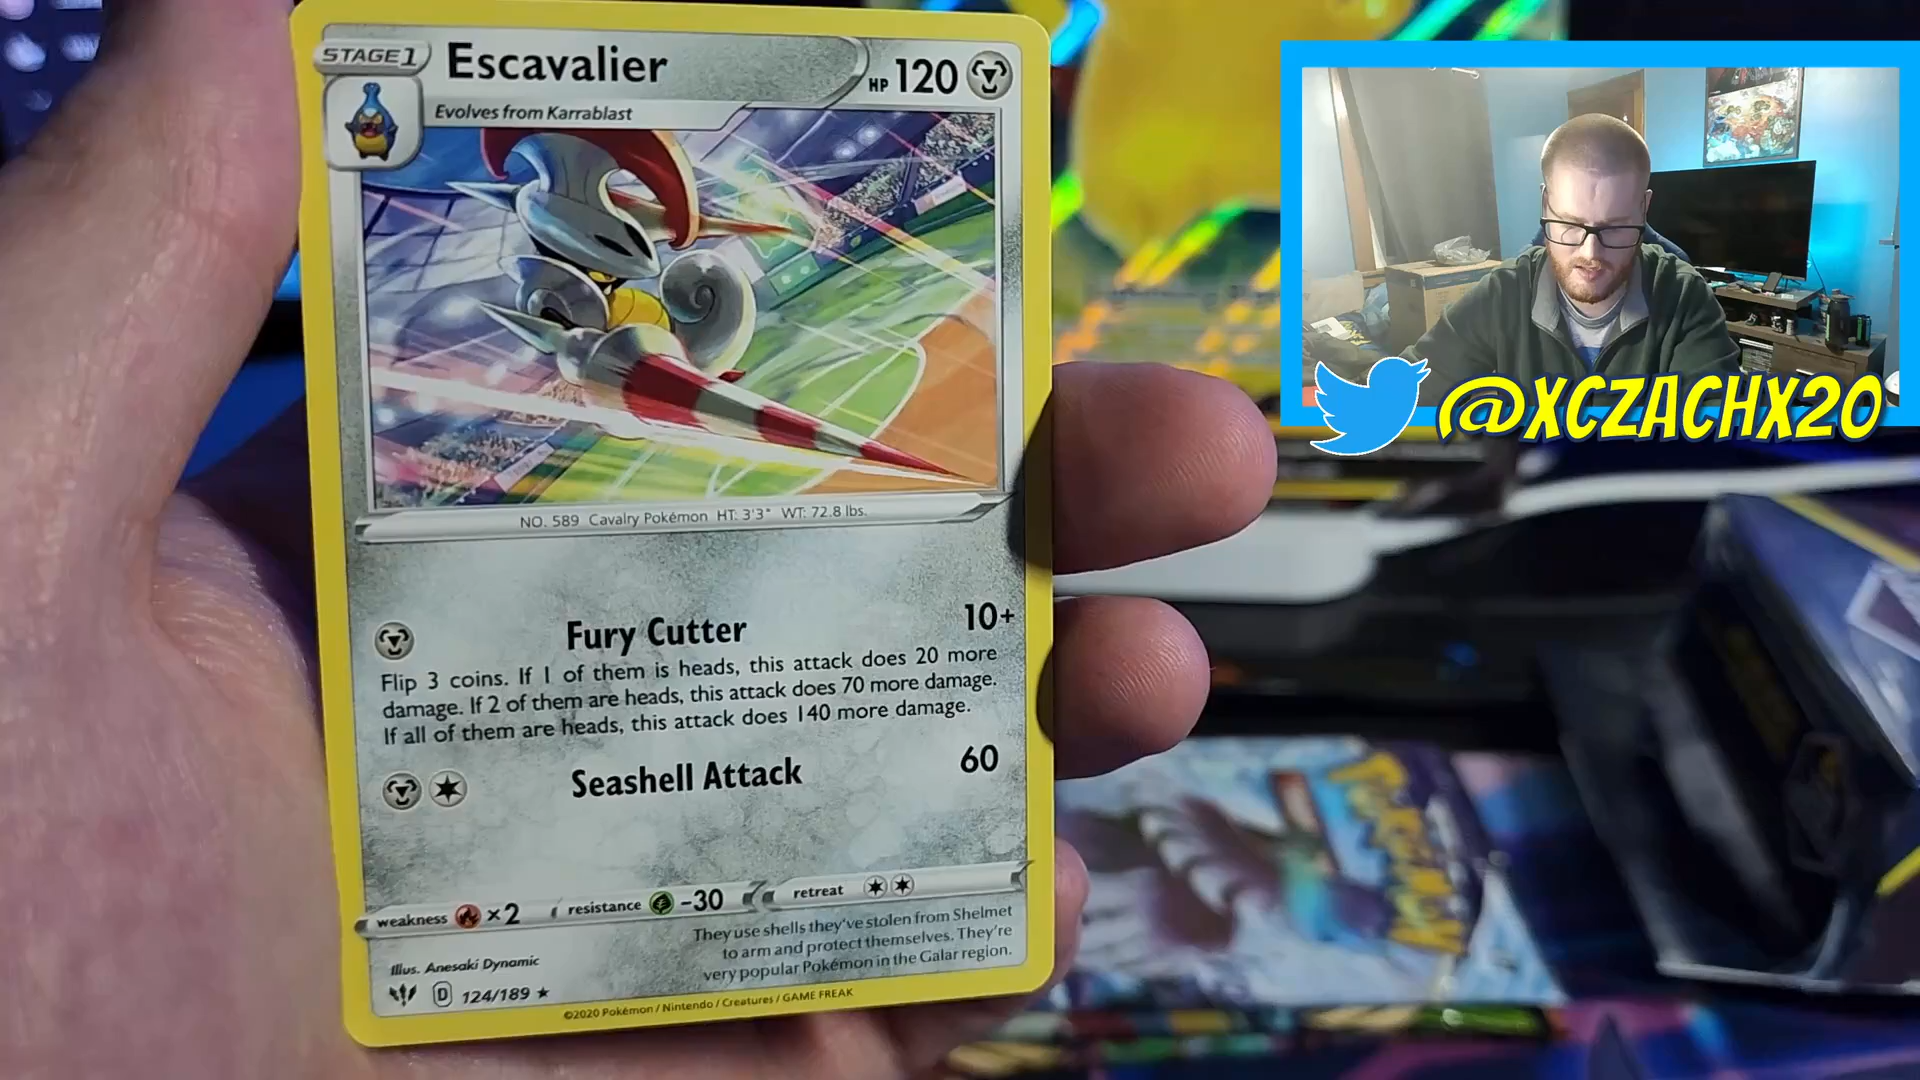 STAGE 1
Escavalier
HP 120
Evolves from Karrablast
NO. 589 Cavalry Pokémon HT: 3'3" WT: 72.8 lbs.
Fury Cutter
10+
Flip 3 coins. If 1 of them is heads, this attack does 20 more
damage. If 2 of them are heads, this attack does 70 more damage.
If all of them are heads, this attack does 140 more damage.
Seashell Attack
60
weakness ×2 resistance -30 retreat
They use shells they've stolen from Shelmet
to arm and protect themselves. They're
very popular Pokémon in the Galar region.
Illus. Anesaki Dynamic
D 124/189 ★
©2020 Pokémon / Nintendo / Creatures / GAME FREAK
@XCZACHX20
POKÉMON